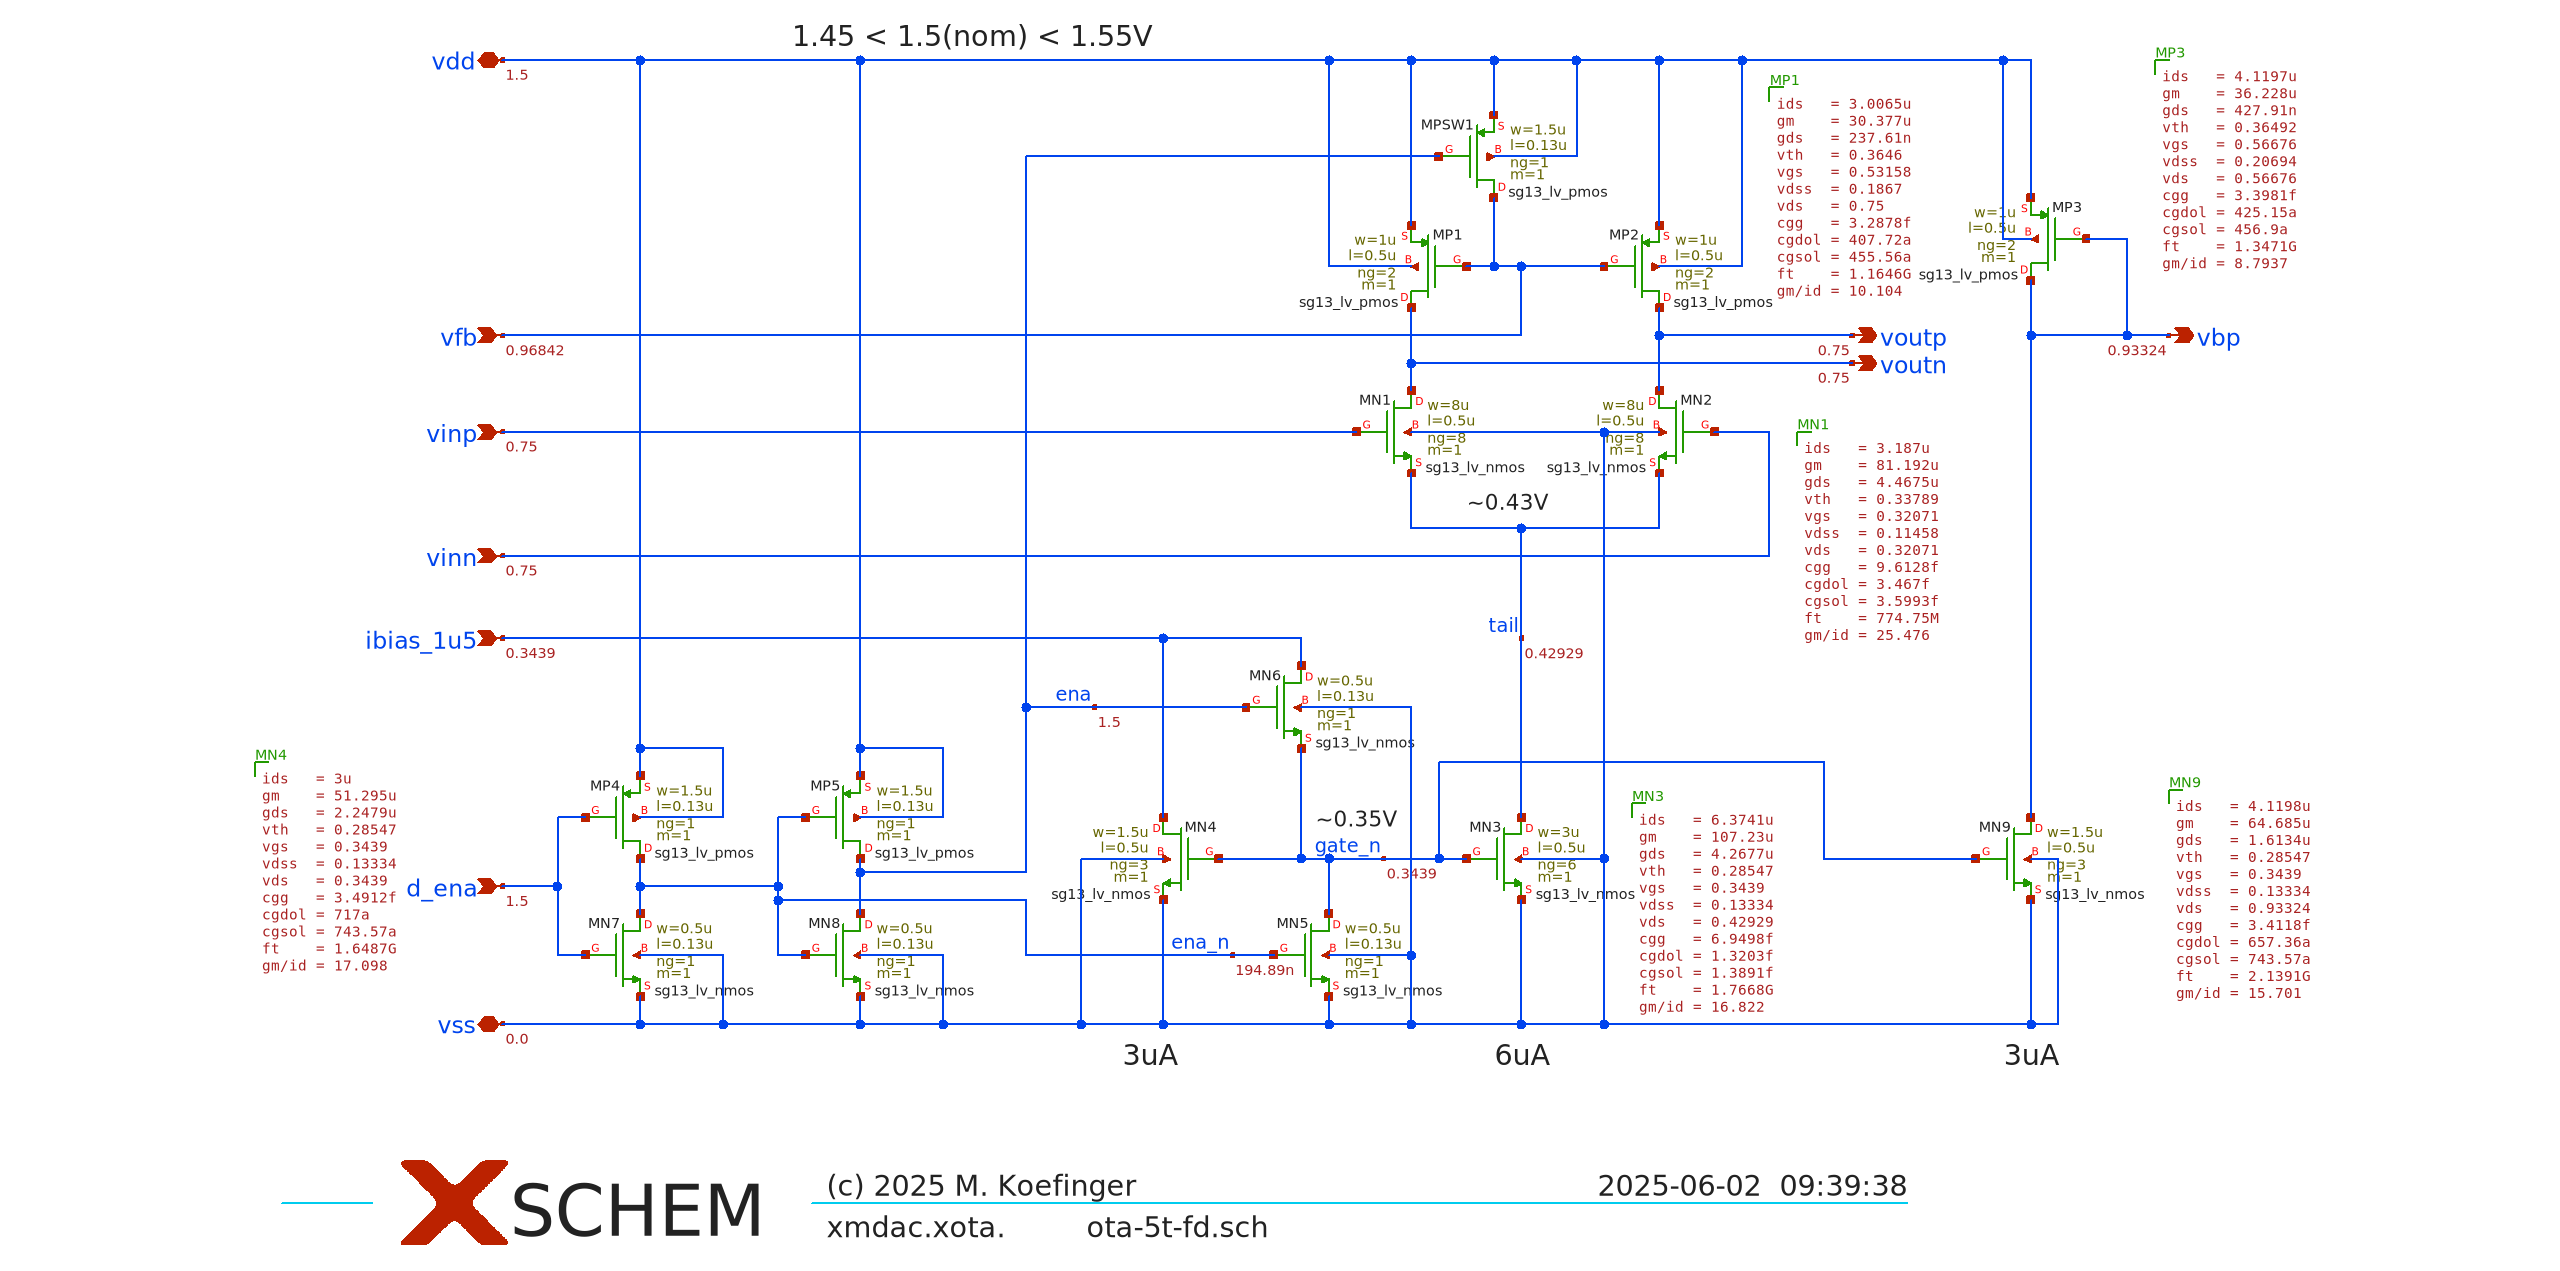 1.45 < 1.5(nom) < 1.55V
vdd
1.5
MP3
ids = 4.1197u
gm = 36.228u
gds = 427.91n
vth = 0.36492
vgs = 0.56676
vdss = 0.20694
vds = 0.56676
cgg = 3.3981f
cgdol = 425.15a
cgsol = 456.9a
ft = 1.3471G
gm/id = 8.7937
MP1
ids = 3.0065u
gm = 30.377u
gds = 237.61n
vth = 0.3646
vgs = 0.53158
vdss = 0.1867
vds = 0.75
cgg = 3.2878f
cgdol = 407.72a
cgsol = 455.56a
ft = 1.1646G
gm/id = 10.104
MPSW1
S
G
B
D
w=1.5u
l=0.13u
ng=1
m=1
sg13_lv_pmos
MP1
S
B
G
D
w=1u
l=0.5u
ng=2
m=1
sg13_lv_pmos
MP2
S
G
B
D
w=1u
l=0.5u
ng=2
m=1
sg13_lv_pmos
MP3
S
B
G
D
w=1u
l=0.5u
ng=2
m=1
sg13_lv_pmos
vfb
0.96842
voutp
0.75
voutn
0.75
vbp
0.93324
vinp
0.75
MN1
D
G
B
S
w=8u
l=0.5u
ng=8
m=1
sg13_lv_nmos
MN2
D
B
G
S
w=8u
l=0.5u
ng=8
m=1
sg13_lv_nmos
~0.43V
MN1
ids = 3.187u
gm = 81.192u
gds = 4.4675u
vth = 0.33789
vgs = 0.32071
vdss = 0.11458
vds = 0.32071
cgg = 9.6128f
cgdol = 3.467f
cgsol = 3.5993f
ft = 774.75M
gm/id = 25.476
vinn
0.75
ibias_1u5
0.3439
tail
0.42929
MN6
D
G
B
S
w=0.5u
l=0.13u
ng=1
m=1
sg13_lv_nmos
ena
1.5
MN4
ids = 3u
gm = 51.295u
gds = 2.2479u
vth = 0.28547
vgs = 0.3439
vdss = 0.13334
vds = 0.3439
cgg = 3.4912f
cgdol = 717a
cgsol = 743.57a
ft = 1.6487G
gm/id = 17.098
MP4
S
G
B
D
w=1.5u
l=0.13u
ng=1
m=1
sg13_lv_pmos
MP5
S
G
B
D
w=1.5u
l=0.13u
ng=1
m=1
sg13_lv_pmos
MN4
D
B
G
S
w=1.5u
l=0.5u
ng=3
m=1
sg13_lv_nmos
~0.35V
gate_n
0.3439
MN3
D
G
B
S
w=3u
l=0.5u
ng=6
m=1
sg13_lv_nmos
MN3
ids = 6.3741u
gm = 107.23u
gds = 4.2677u
vth = 0.28547
vgs = 0.3439
vdss = 0.13334
vds = 0.42929
cgg = 6.9498f
cgdol = 1.3203f
cgsol = 1.3891f
ft = 1.7668G
gm/id = 16.822
MN9
D
G
B
S
w=1.5u
l=0.5u
ng=3
m=1
sg13_lv_nmos
MN9
ids = 4.1198u
gm = 64.685u
gds = 1.6134u
vth = 0.28547
vgs = 0.3439
vdss = 0.13334
vds = 0.93324
cgg = 3.4118f
cgdol = 657.36a
cgsol = 743.57a
ft = 2.1391G
gm/id = 15.701
d_ena
1.5
MN7
D
G
B
S
w=0.5u
l=0.13u
ng=1
m=1
sg13_lv_nmos
MN8
D
G
B
S
w=0.5u
l=0.13u
ng=1
m=1
sg13_lv_nmos
ena_n
194.89n
MN5
D
G
B
S
w=0.5u
l=0.13u
ng=1
m=1
sg13_lv_nmos
vss
0.0
3uA
6uA
3uA
XSCHEM
(c) 2025 M. Koefinger
2025-06-02 09:39:38
xmdac.xota.
ota-5t-fd.sch